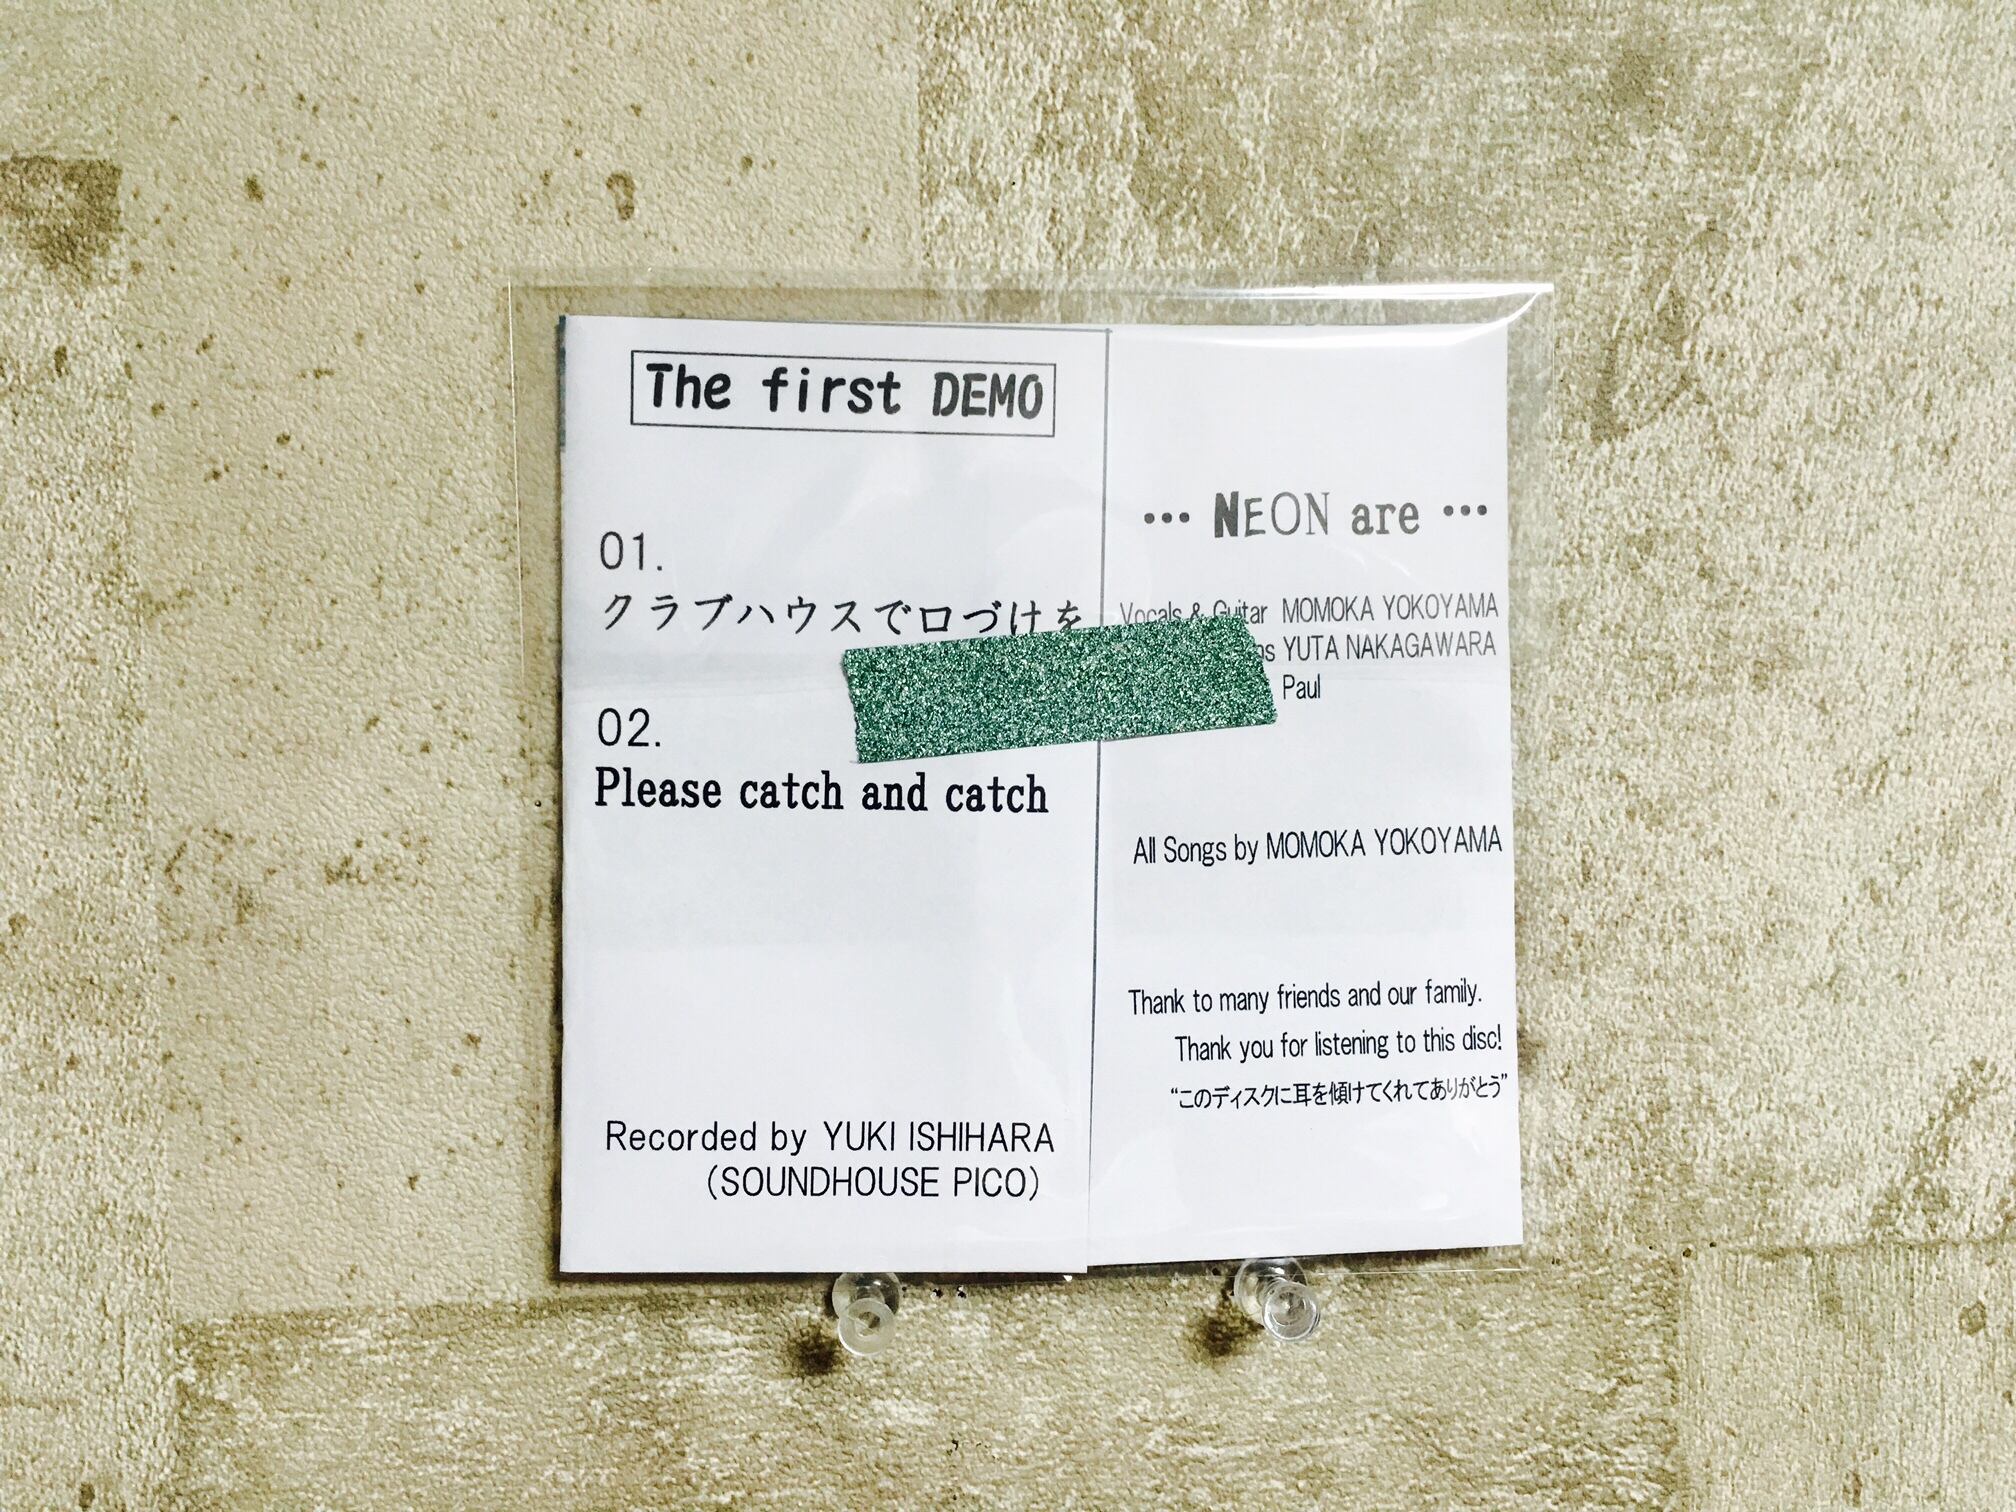 The first DEMO
01.
クラブハウスで口づけを
02.
Please catch and catch
Recorded by YUKI ISHIHARA
(SOUNDHOUSE PICO)
••• NEON are •••
Vocals & Guitar MOMOKA YOKOYAMA
YUTA NAKAGAWARA
Paul
All Songs by MOMOKA YOKOYAMA
Thank to many friends and our family.
Thank you for listening to this disc!
“このディスクに耳を傾けてくれてありがとう”